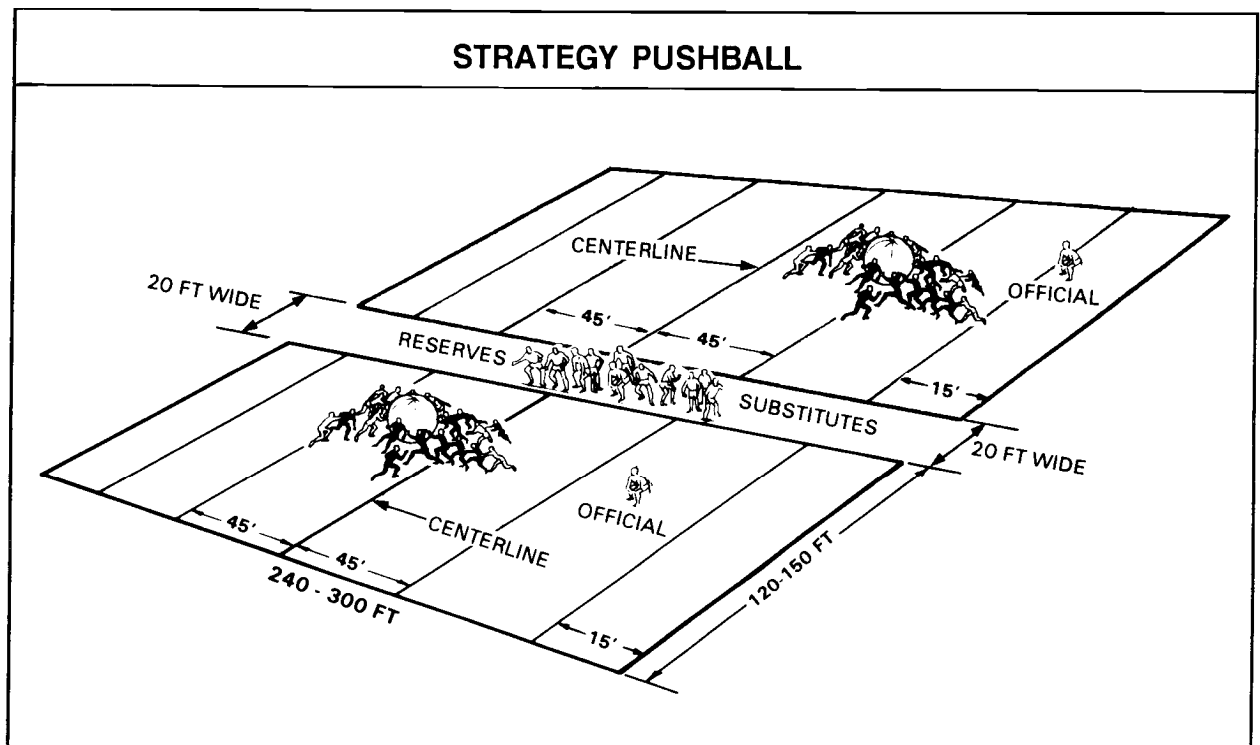 STRATEGY PUSHBALL
CENTERLINE
20 FT WIDE
OFFICIAL
45'
45'
RESERVES
15'
SUBSTITUTES
20 FT WIDE
OFFICIAL
45'
CENTERLINE
45'
120-150 FT
240 - 300 FT
15'